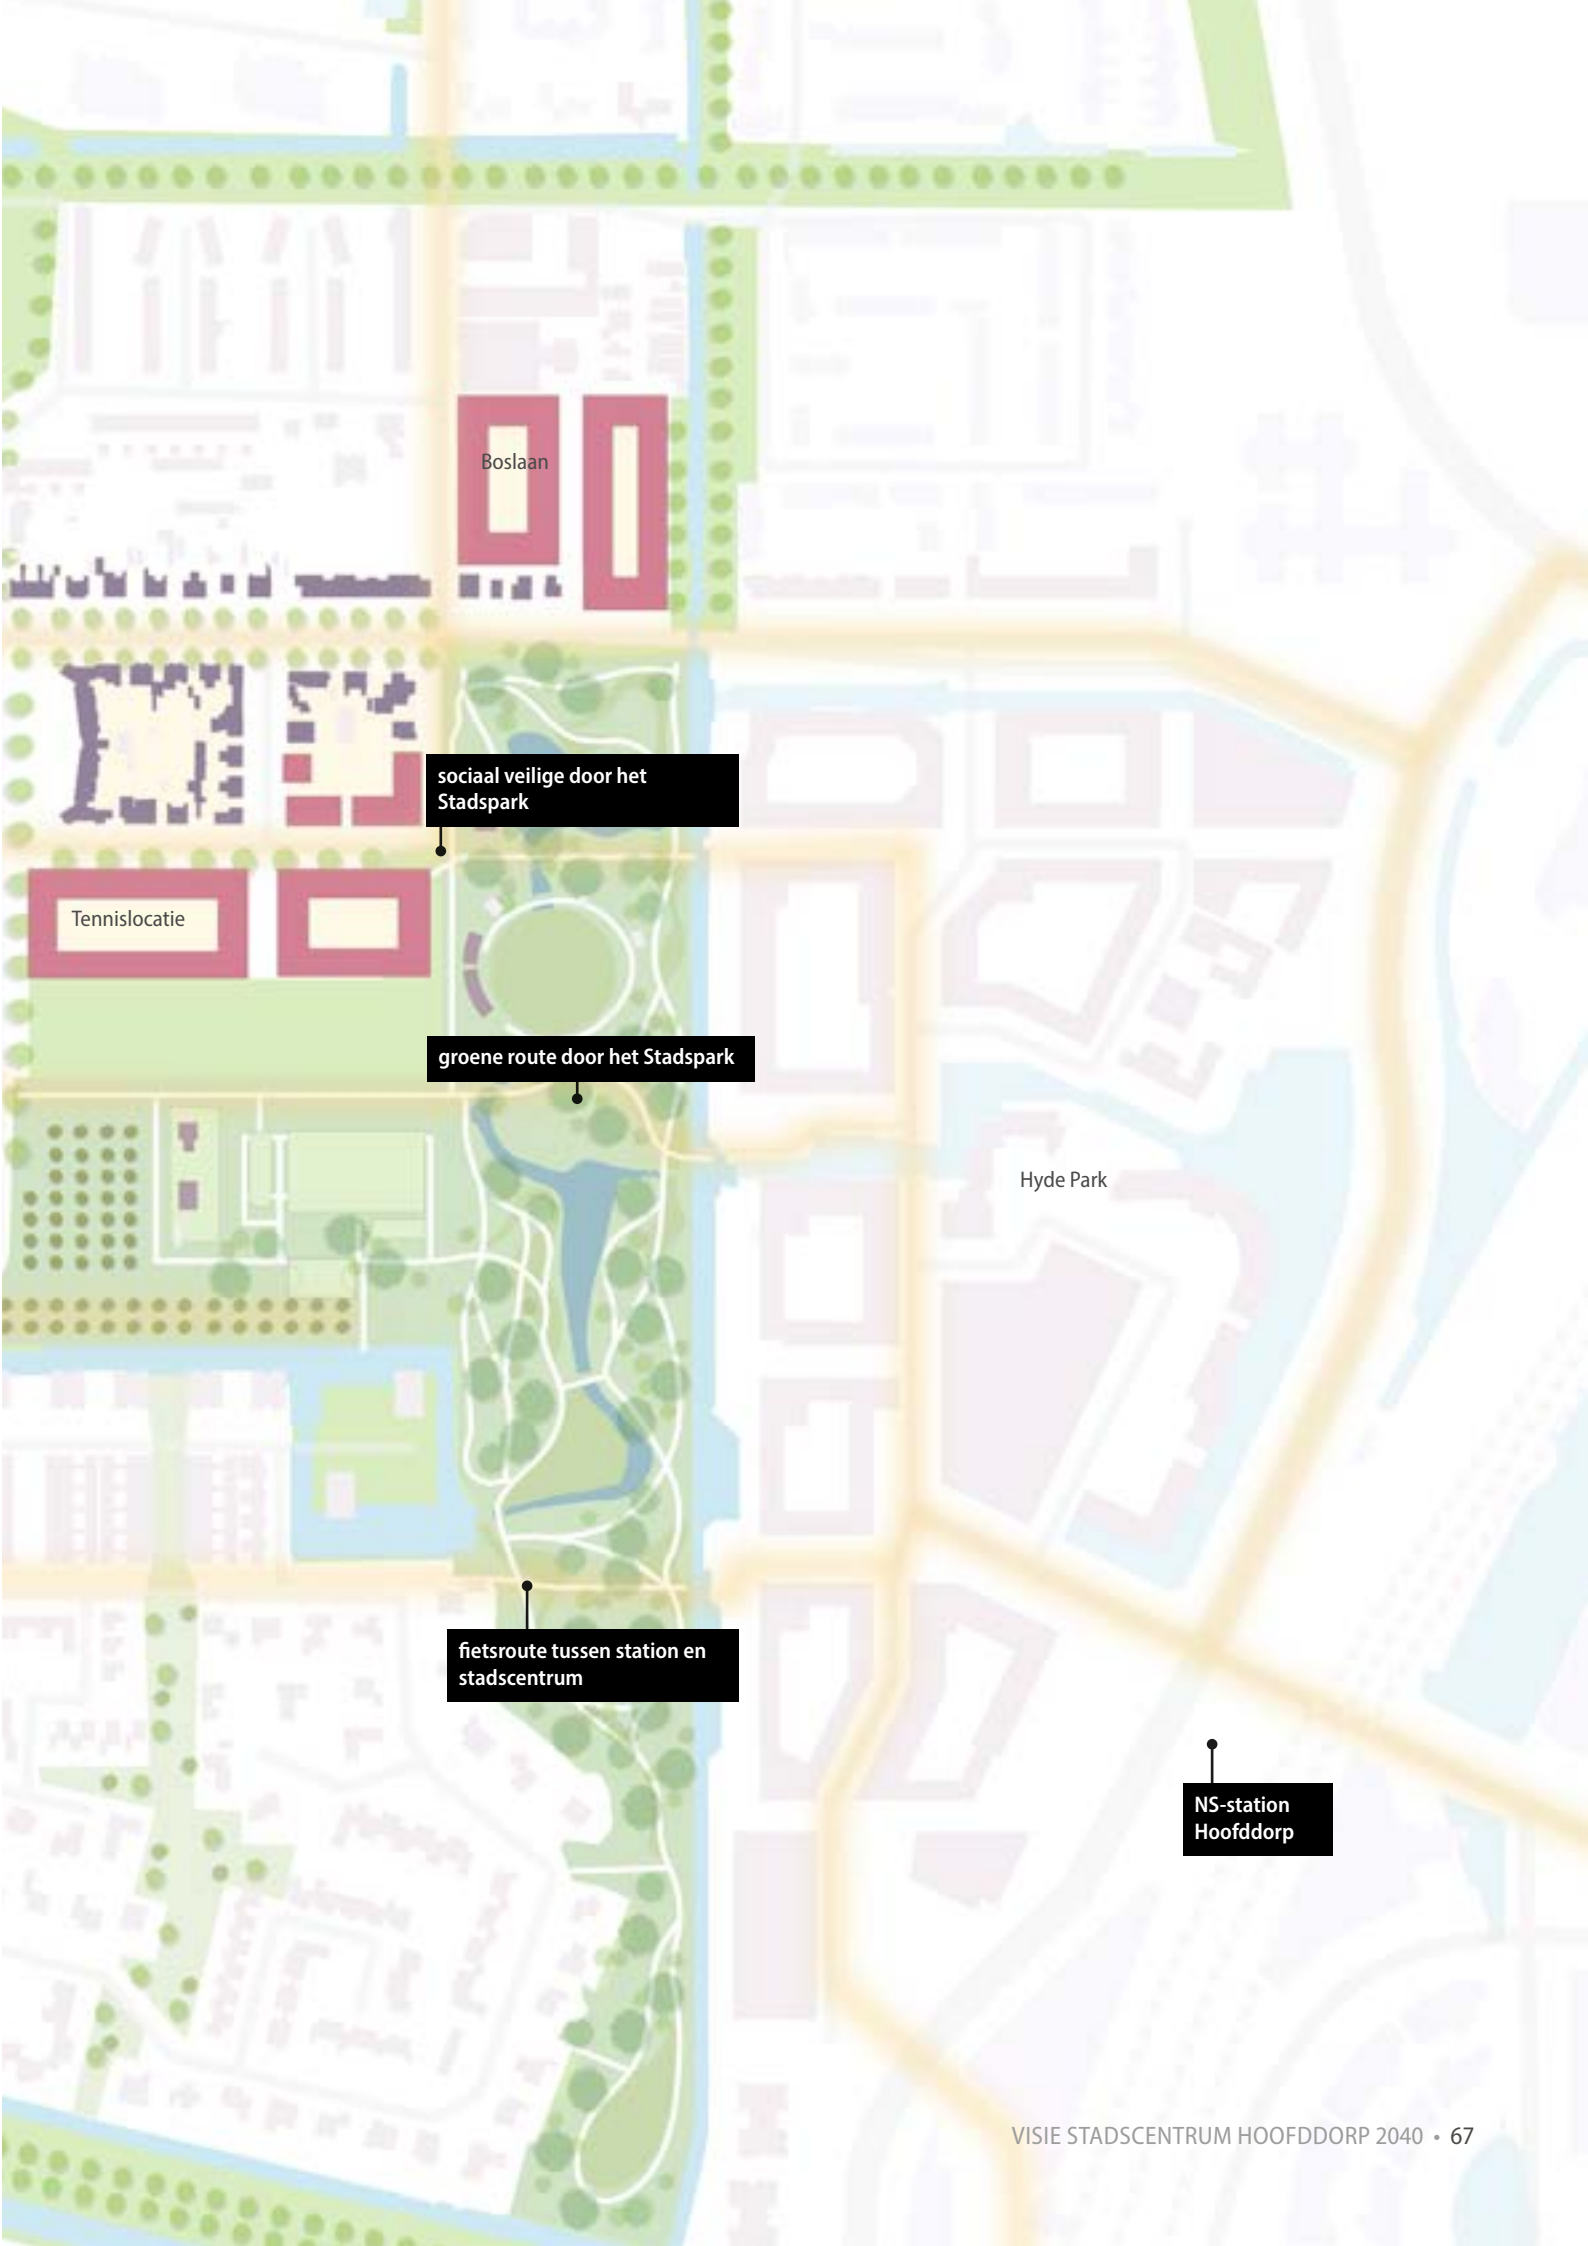 Boslaan
sociaal veilige door het
Stadspark
Tennislocatie
groene route door het Stadspark
Hyde Park
fietsroute tussen station en
stadscentrum
NS-station
Hoofddorp
VISIE STADSCENTRUM HOOFDDORP 2040 • 67